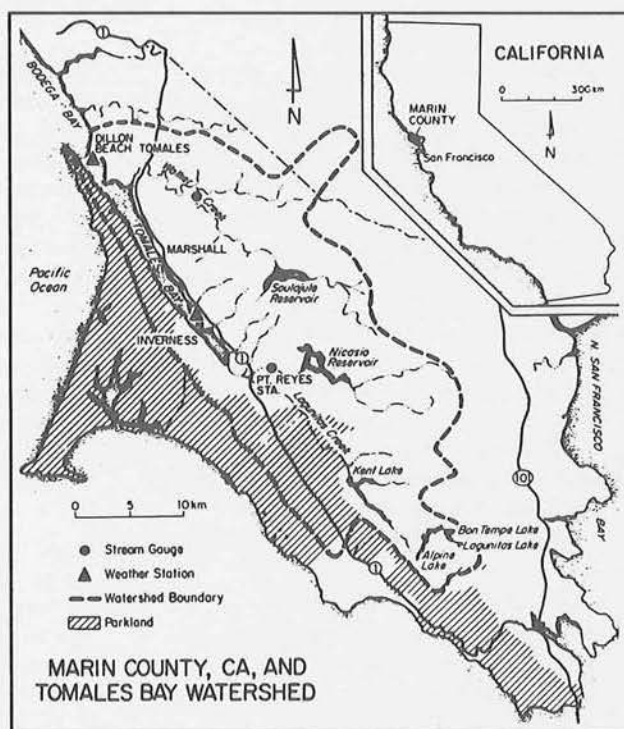 1
BODEGA BAY
N
CALIFORNIA
0 300km
MARIN
COUNTY
San Francisco
N
DILLON
BEACH TOMALES
Creek
MARSHALL
TOMALES BAY
Pacific
Ocean
Soulajule
Reservoir
INVERNESS
1
Nicasio
Reservoir
PT. REYES
STA.
N. SAN FRANCISCO
BAY
Lagunitas Creek
Kent Lake
101
0 5 10 km
Bon Tempe Lake
Lagunitas Lake
Alpine
Lake
1
Stream Gauge
Weather Station
Watershed Boundary
Parkland
MARIN COUNTY, CA, AND
TOMALES BAY WATERSHED